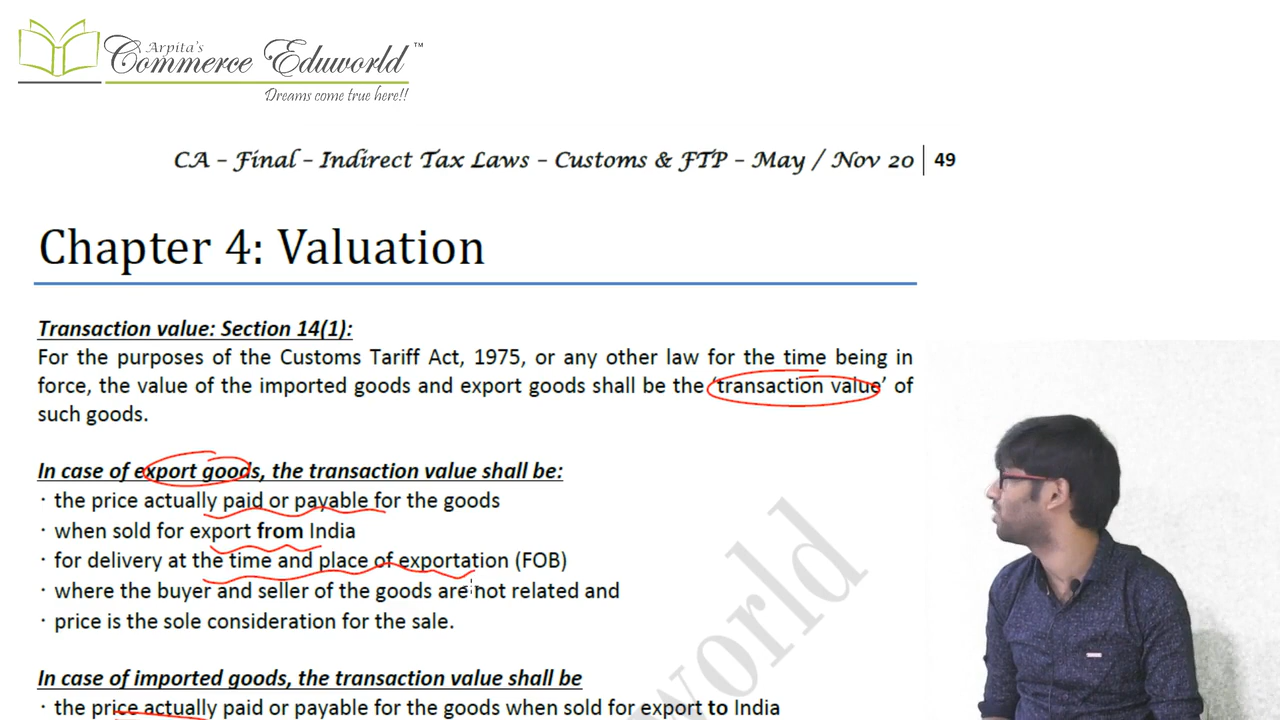 Arpita's
Commerce Eduworld™
Dreams come true here!!
CA – Final – Indirect Tax Laws – Customs & FTP – May / Nov 20 | 49
Chapter 4: Valuation
Transaction value: Section 14(1):
For the purposes of the Customs Tariff Act, 1975, or any other law for the time being in
force, the value of the imported goods and export goods shall be the 'transaction value' of
such goods.
In case of export goods, the transaction value shall be:
· the price actually paid or payable for the goods
· when sold for export from India
· for delivery at the time and place of exportation (FOB)
· where the buyer and seller of the goods are not related and
· price is the sole consideration for the sale.
In case of imported goods, the transaction value shall be
· the price actually paid or payable for the goods when sold for export to India
world